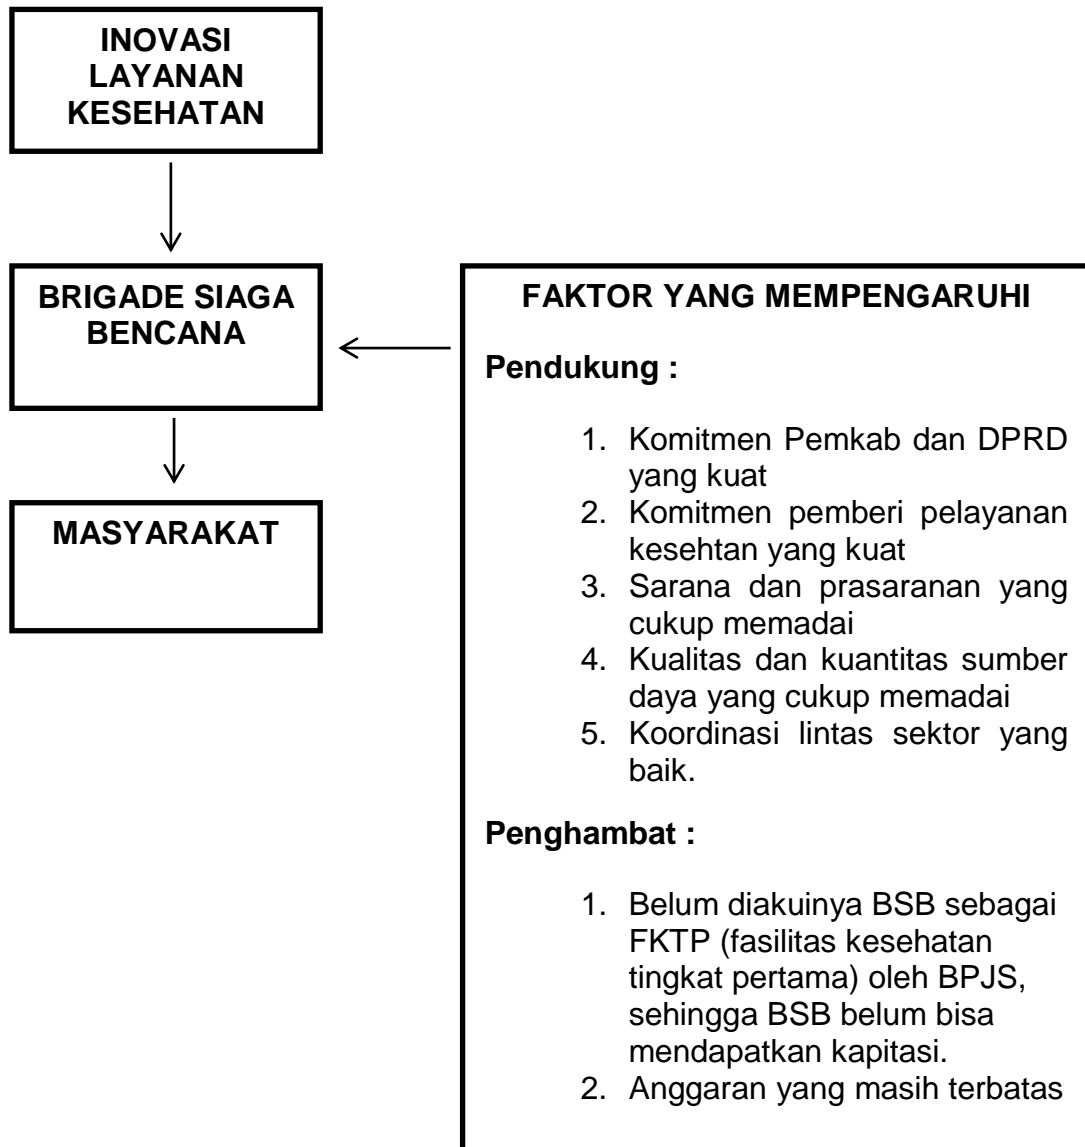 INOVASI
LAYANAN
KESEHATAN
BRIGADE SIAGA
BENCANA
MASYARAKAT
FAKTOR YANG MEMPENGARUHI
Pendukung :
1. Komitmen Pemkab dan DPRD
yang kuat
2. Komitmen pemberi pelayanan
kesehtan yang kuat
3. Sarana dan prasaranan yang
cukup memadai
4. Kualitas dan kuantitas sumber
daya yang cukup memadai
5. Koordinasi lintas sektor yang
baik.
Penghambat :
1. Belum diakuinya BSB sebagai
FKTP (fasilitas kesehatan
tingkat pertama) oleh BPJS,
sehingga BSB belum bisa
mendapatkan kapitasi.
2. Anggaran yang masih terbatas